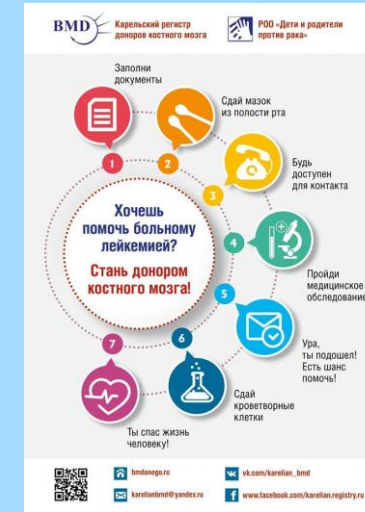 BMD
Карельский регистр
доноров костного мозга
РОО «Дети и родители
против рака»
Заполни
документы
Сдай мазок
из полости рта
Будь
доступен
для контакта
Пройди
медицинское
обследование
Ура,
ты подошел!
Есть шанс
помочь!
Сдай
кроветворные
клетки
Ты спас жизнь
человеку!
1
2
3
4
5
6
7
Хочешь
помочь больному
лейкемией?
Стань донором
костного мозга!
bmdonego.ru
vk.com/karelian_bmd
karelianbmd@yandex.ru
www.facebook.com/karelian.registry.ru